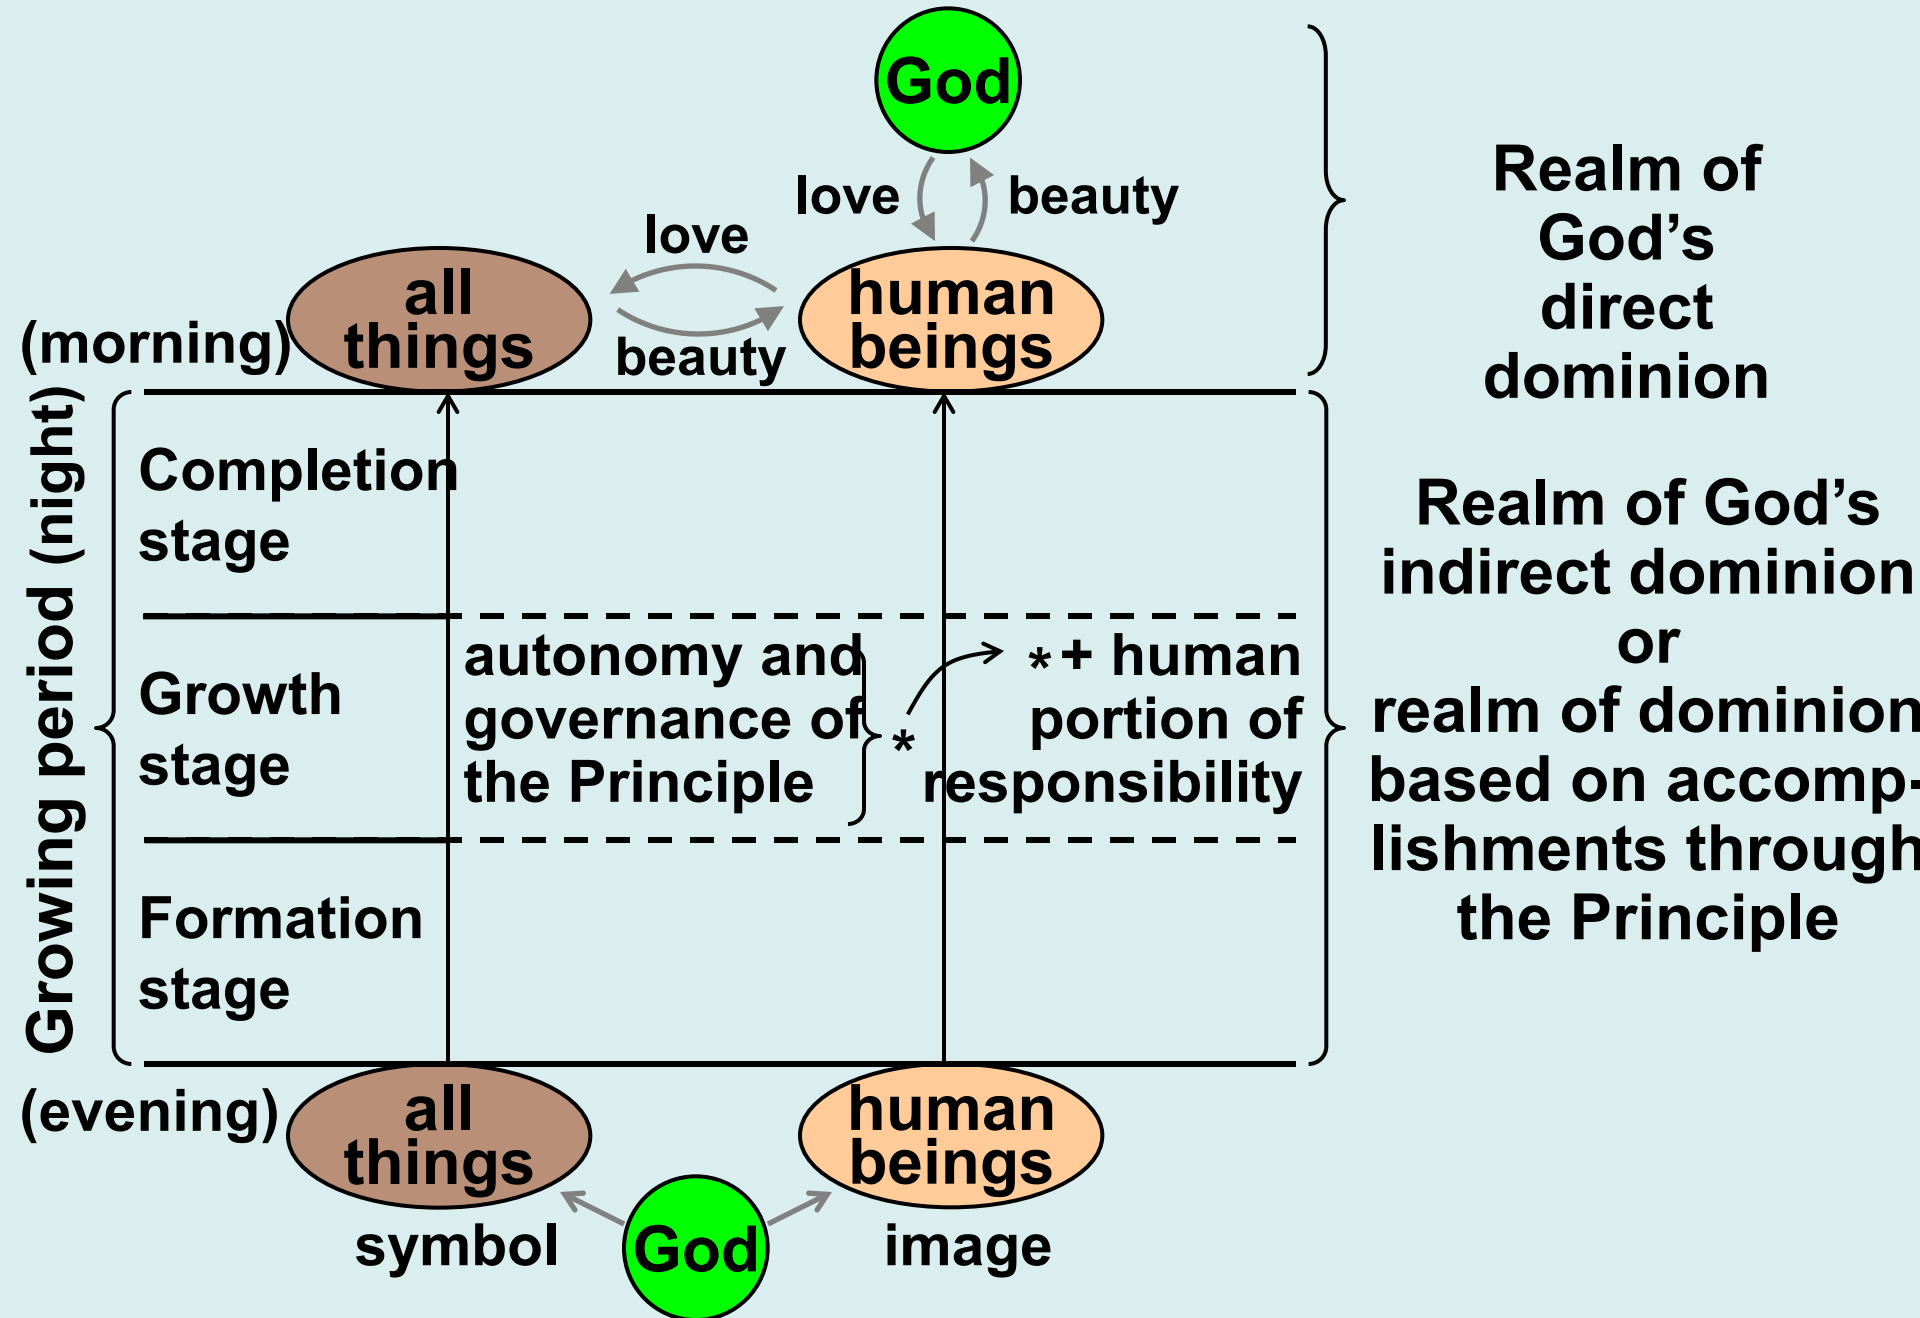 God
love
beauty
love
all
things
human
beings
beauty
(morning)
Realm of
God’s
direct
dominion
Growing period (night)
Completion
stage
Growth
stage
Formation
stage
autonomy and
governance of
the Principle
*
* + human
portion of
responsibility
Realm of God’s
indirect dominion
or
realm of dominion
based on accomp-
lishments through
the Principle
(evening)
all
things
human
beings
symbol
God
image